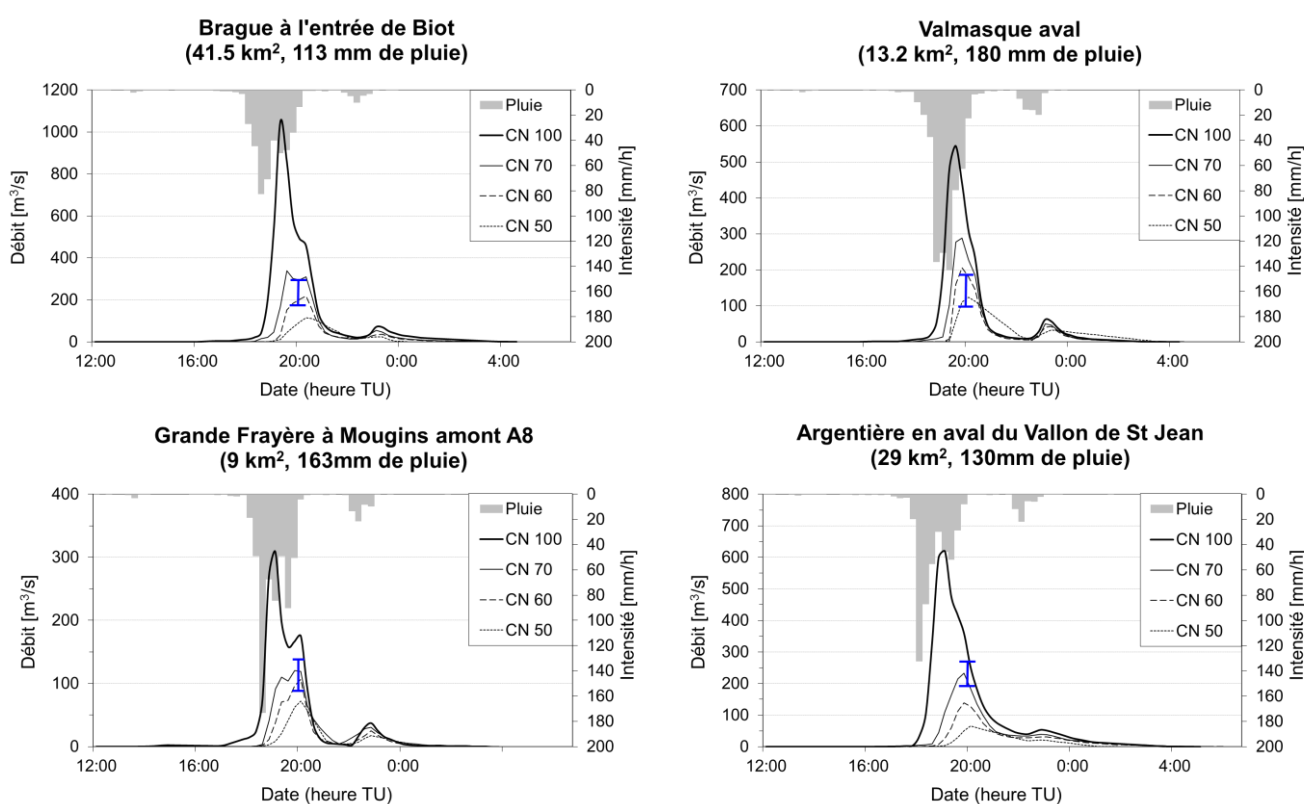 Brague à l'entrée de Biot
(41.5 km², 113 mm de pluie)
1200
1000
800
600
400
200
0
Débit [m³/s]
0
20
40
60
80
100
120
140
160
180
200
Intensité [mm/h]
Pluie
CN 100
CN 70
CN 60
CN 50
12:00 16:00 20:00 0:00 4:00
Date (heure TU)
Valmasque aval
(13.2 km², 180 mm de pluie)
700
600
500
400
300
200
100
0
Débit [m³/s]
0
20
40
60
80
100
120
140
160
180
200
Intensité [mm/h]
Pluie
CN 100
CN 70
CN 60
CN 50
12:00 16:00 20:00 0:00 4:00
Date (heure TU)
Grande Frayère à Mougins amont A8
(9 km², 163mm de pluie)
400
300
200
100
0
Débit [m³/s]
0
20
40
60
80
100
120
140
160
180
200
Intensité [mm/h]
Pluie
CN 100
CN 70
CN 60
CN 50
12:00 16:00 20:00 0:00
Date (heure TU)
Argentière en aval du Vallon de St Jean
(29 km², 130mm de pluie)
800
700
600
500
400
300
200
100
0
Débit [m³/s]
0
20
40
60
80
100
120
140
160
180
200
Intensité [mm/h]
Pluie
CN 100
CN 70
CN 60
CN 50
12:00 16:00 20:00 0:00 4:00
Date (heure TU)